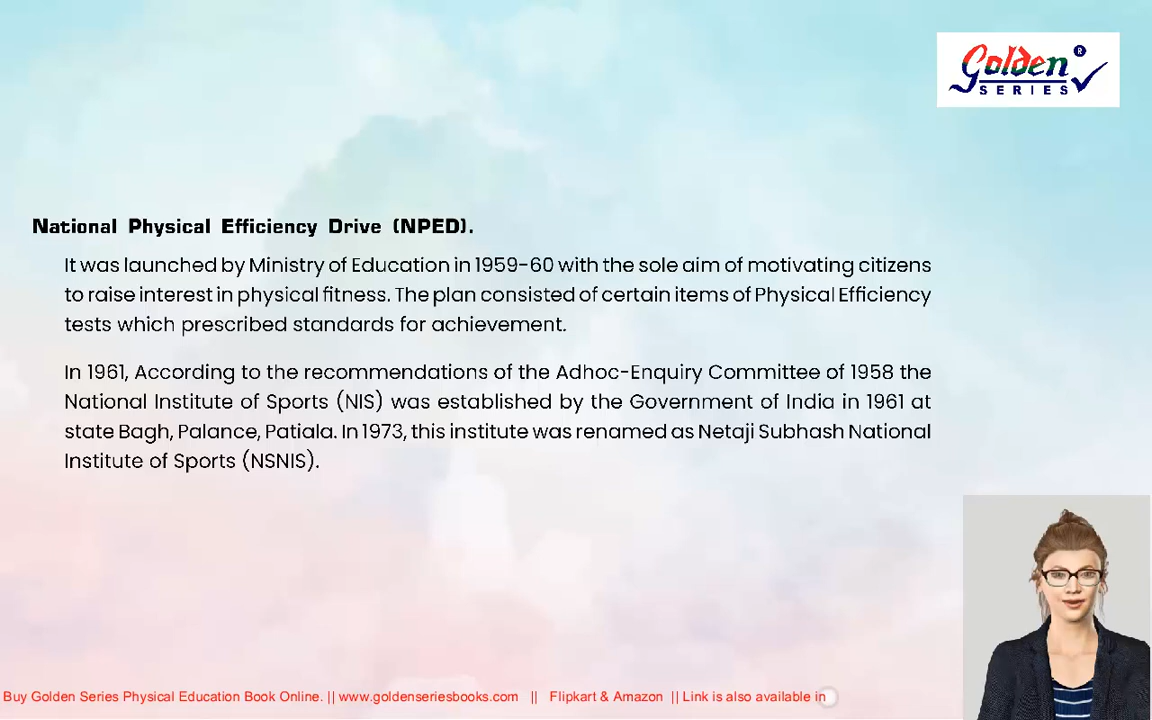 Golden®
SERIES
National Physical Efficiency Drive (NPED).
It was launched by Ministry of Education in 1959-60 with the sole aim of motivating citizens
to raise interest in physical fitness. The plan consisted of certain items of Physical Efficiency
tests which prescribed standards for achievement.
In 1961, According to the recommendations of the Adhoc-Enquiry Committee of 1958 the
National Institute of Sports (NIS) was established by the Government of India in 1961 at
state Bagh, Palance, Patiala. In 1973, this institute was renamed as Netaji Subhash National
Institute of Sports (NSNIS).
Buy Golden Series Physical Education Book Online. || www.goldenseriesbooks.com || Flipkart & Amazon || Link is also available in